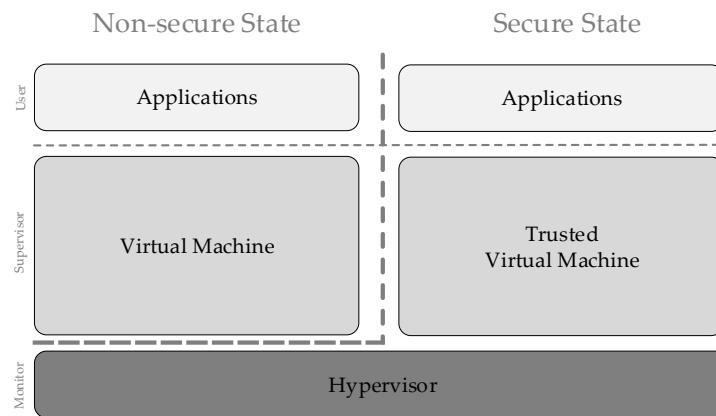 Non-secure State
Secure State
User
Applications
Applications
Supervisor
Virtual Machine
Trusted
Virtual Machine
Monitor
Hypervisor